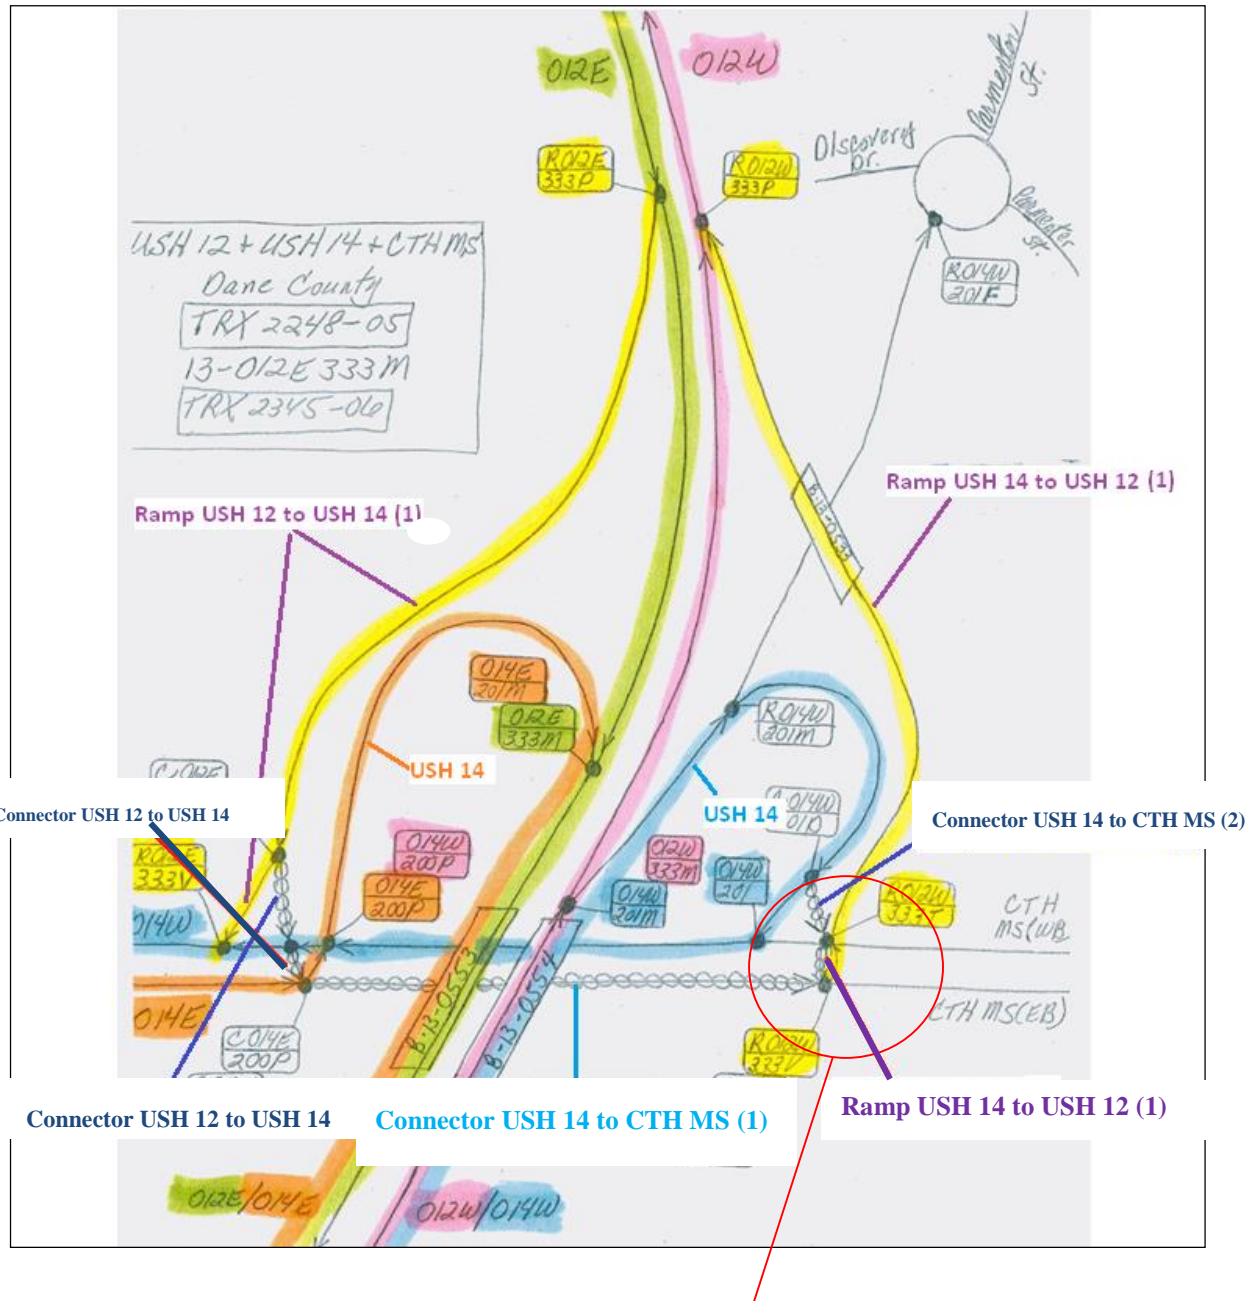 012E
012W
Parmenter
St.
Discovery
Dr.
R012E
333P
R012W
333P
Parmenter
St.
USH 12 + USH 14 + CTH MS
Dane County
TRX 2248-05
13-012E 333M
TRX 2345-06
R014W
201F
Ramp USH 14 to USH 12 (1)
Ramp USH 12 to USH 14 (1)
B-13-0533
014E
201M
012E
333M
R014W
201M
USH 14
USH 14
Connector USH 12 to USH 14
Connector USH 14 to CTH MS (2)
014W
200P
012W
333M
014W
201
333V
014E
200P
014W
201M
R012W
CTH
MS(WB
014W
B-13-0553
B-13-0554
014E
CTH MS(EB)
C014E
200P
R012W
333V
Connector USH 12 to USH 14
Connector USH 14 to CTH MS (1)
Ramp USH 14 to USH 12 (1)
012E/014E
012W/014W